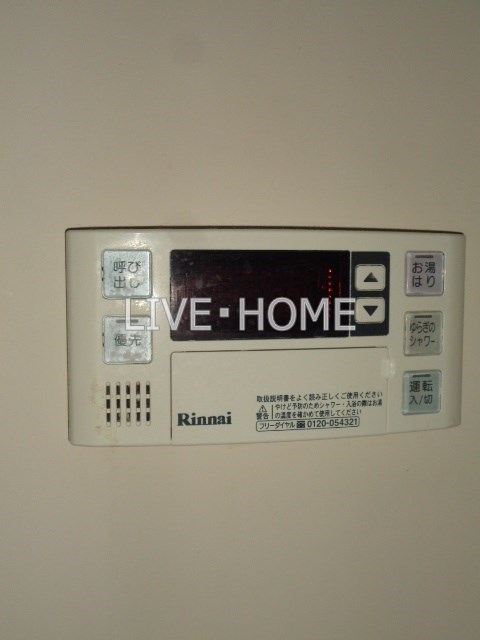 呼び
出し
優先
お湯
はり
ゆらぎの
シャワー
運転
入/切
LIVE・HOME
Rinnai
取扱説明書をよく読み正しくご使用ください
警告 やけど予防のためシャワー・入浴の際はお湯
の温度を確かめて使用してください
フリーダイヤル 0120-054321